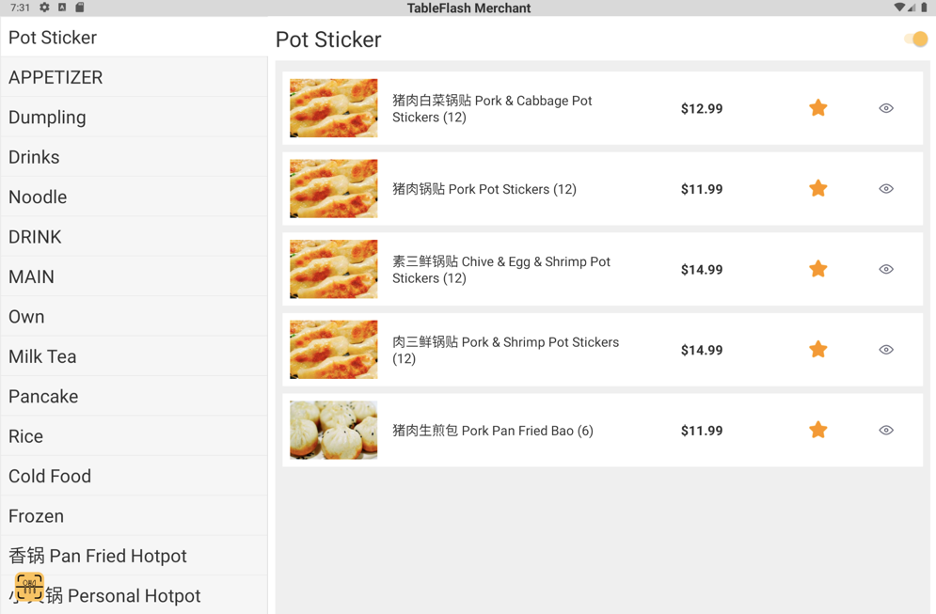 7:31
TableFlash Merchant
Pot Sticker
APPETIZER
Dumpling
Drinks
Noodle
DRINK
MAIN
Own
Milk Tea
Pancake
Rice
Cold Food
Frozen
香锅 Pan Fried Hotpot
小火锅 Personal Hotpot
Pot Sticker
猪肉白菜锅贴 Pork & Cabbage Pot
Stickers (12)
$12.99
猪肉锅贴 Pork Pot Stickers (12)
$11.99
素三鲜锅贴 Chive & Egg & Shrimp Pot
Stickers (12)
$14.99
肉三鲜锅贴 Pork & Shrimp Pot Stickers
(12)
$14.99
猪肉生煎包 Pork Pan Fried Bao (6)
$11.99